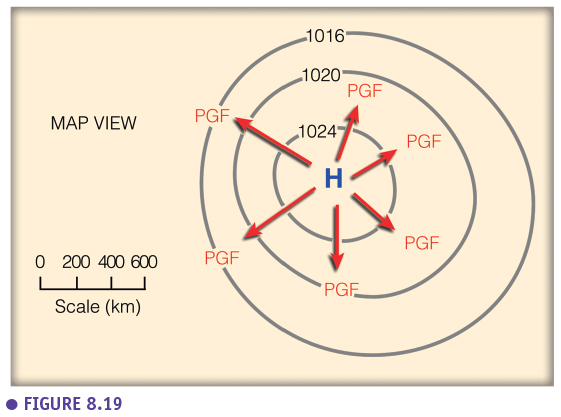 1016
1020
PGF
PGF
MAP VIEW
1024
PGF
H
PGF
PGF
0 200 400 600
PGF
Scale (km)
● FIGURE 8.19